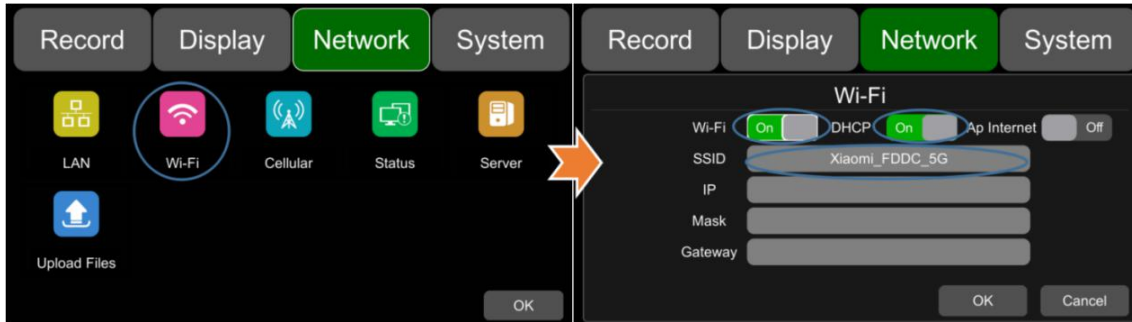 Record Display Network System
LAN Wi-Fi Cellular Status Server
Upload Files
OK
Record Display Network System
Wi-Fi
Wi-Fi On DHCP On Ap Internet Off
SSID Xiaomi_FDDC_5G
IP
Mask
Gateway
OK Cancel